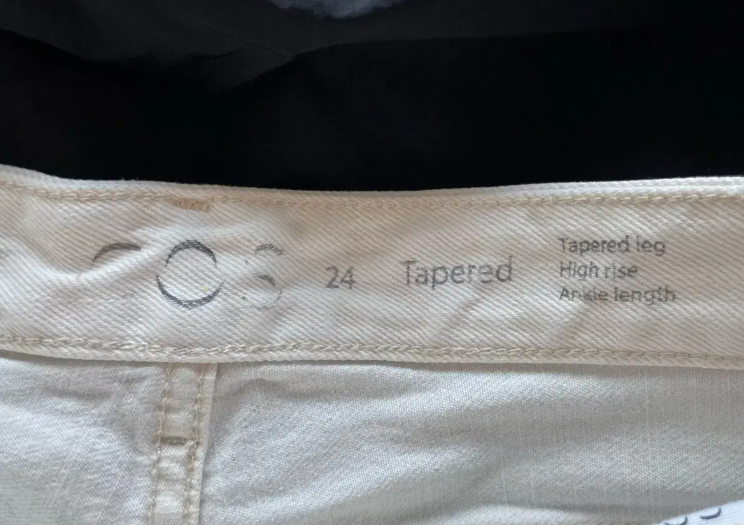 COS 24 Tapered
Tapered leg
High rise
Ankle length